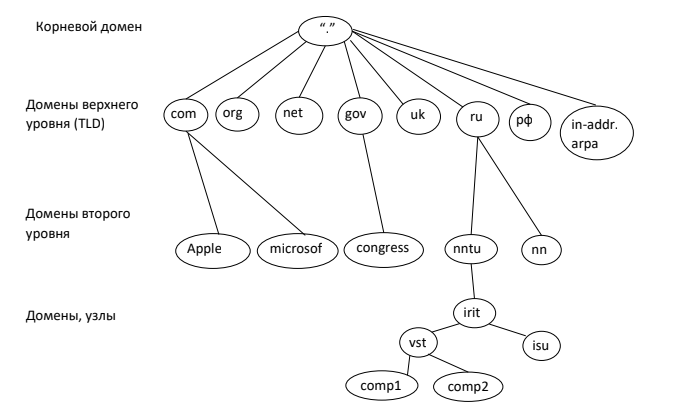 Корневой домен
“.”
Домены верхнего
уровня (TLD)
com
org
net
gov
uk
ru
рф
in-addr.
arpa
Домены второго
уровня
Apple
microsof
congress
nntu
nn
Домены, узлы
irit
vst
isu
comp1
comp2